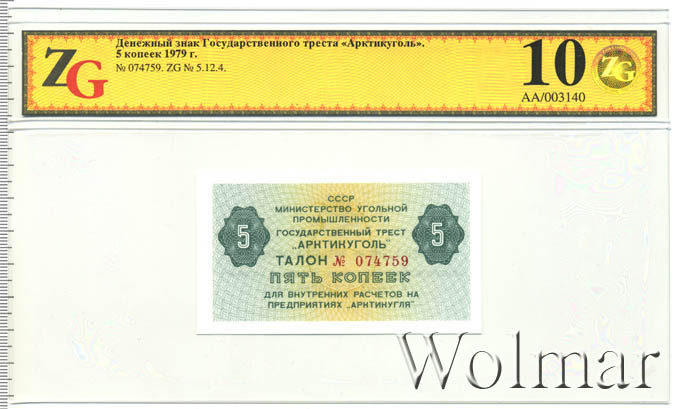 ZG
Денежный знак Государственного треста «Арктикуголь».
5 копеек 1979 г.
№ 074759. ZG № 5.12.4.
10
ZG
АА/003140
СССР
МИНИСТЕРСТВО УГОЛЬНОЙ
ПРОМЫШЛЕННОСТИ
ГОСУДАРСТВЕННЫЙ ТРЕСТ
„АРКТИКУГОЛЬ"
5
5
ТАЛОН № 074759
ПЯТЬ КОПЕЕК
ДЛЯ ВНУТРЕННИХ РАСЧЕТОВ НА
ПРЕДПРИЯТИЯХ „АРКТИКУГЛЯ"
Wolmar